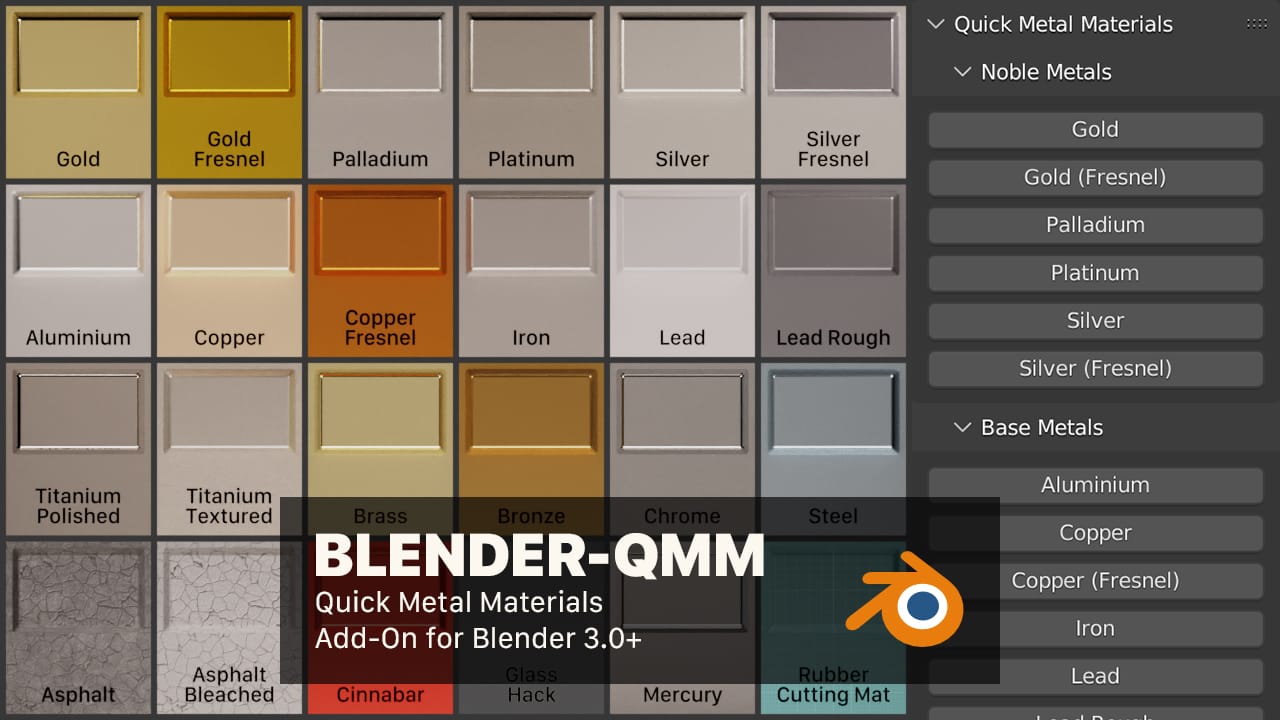 Gold
Gold
Fresnel
Palladium
Platinum
Silver
Silver
Fresnel
Aluminium
Copper
Copper
Fresnel
Iron
Lead
Lead Rough
Titanium
Polished
Titanium
Textured
Brass
Bronze
Chrome
Steel
Asphalt
Asphalt
Bleached
Cinnabar
Glass
Hack
Mercury
Rubber
Cutting Mat
BLENDER-QMM
Quick Metal Materials
Add-On for Blender 3.0+
Quick Metal Materials
Noble Metals
Gold
Gold (Fresnel)
Palladium
Platinum
Silver
Silver (Fresnel)
Base Metals
Aluminium
Copper
Copper (Fresnel)
Iron
Lead
Lead Rough